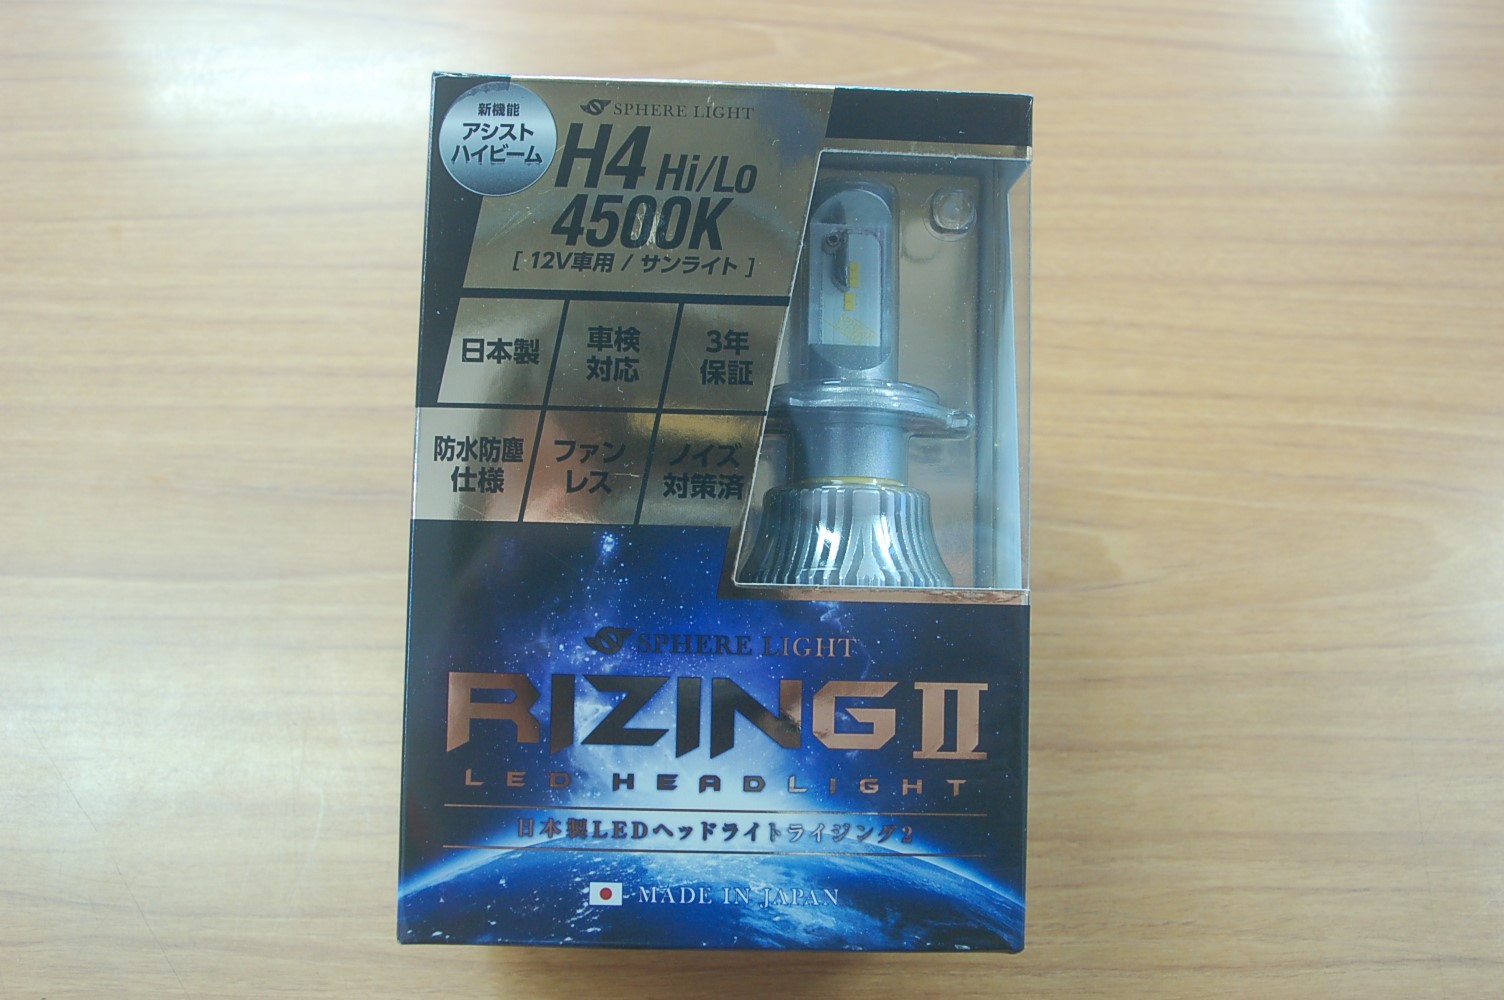 新機能
アシスト
ハイビーム
SPHERE LIGHT
H4 Hi/Lo
4500K
[ 12V車用 / サンライト ]
日本製
車検
対応
3年
保証
防水防塵
仕様
ファン
レス
ノイズ
対策済
SPHERE LIGHT
RIZING II
LED HEADLIGHT
日本製LEDヘッドライトライジング2
MADE IN JAPAN